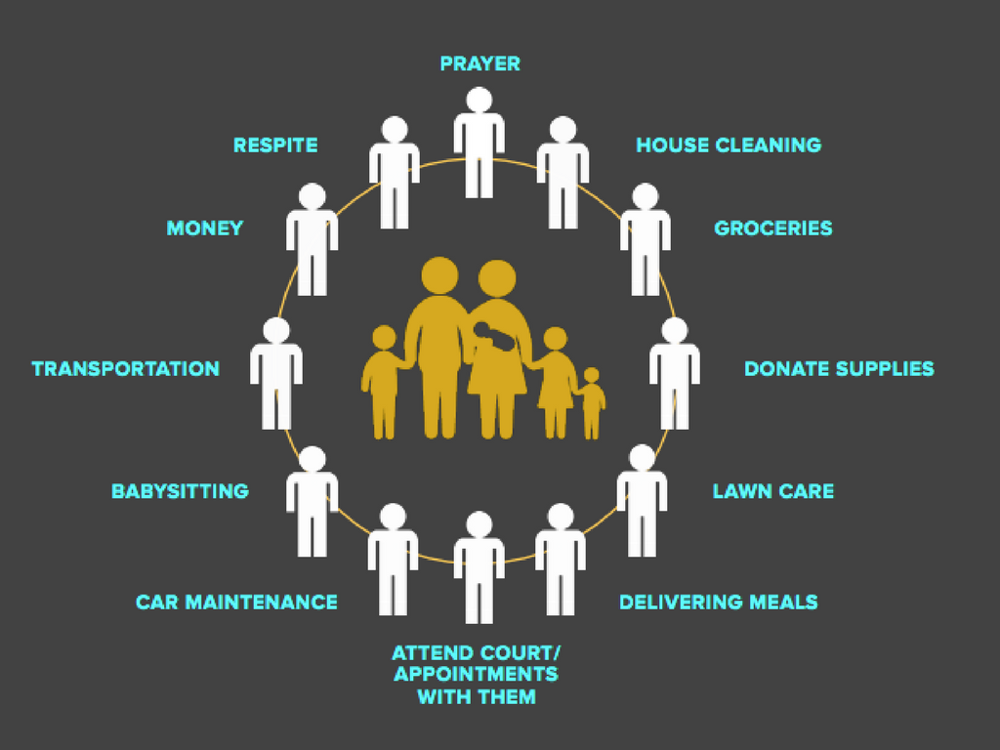 PRAYER
RESPITE
HOUSE CLEANING
MONEY
GROCERIES
TRANSPORTATION
DONATE SUPPLIES
BABYSITTING
LAWN CARE
CAR MAINTENANCE
DELIVERING MEALS
ATTEND COURT/
APPOINTMENTS
WITH THEM